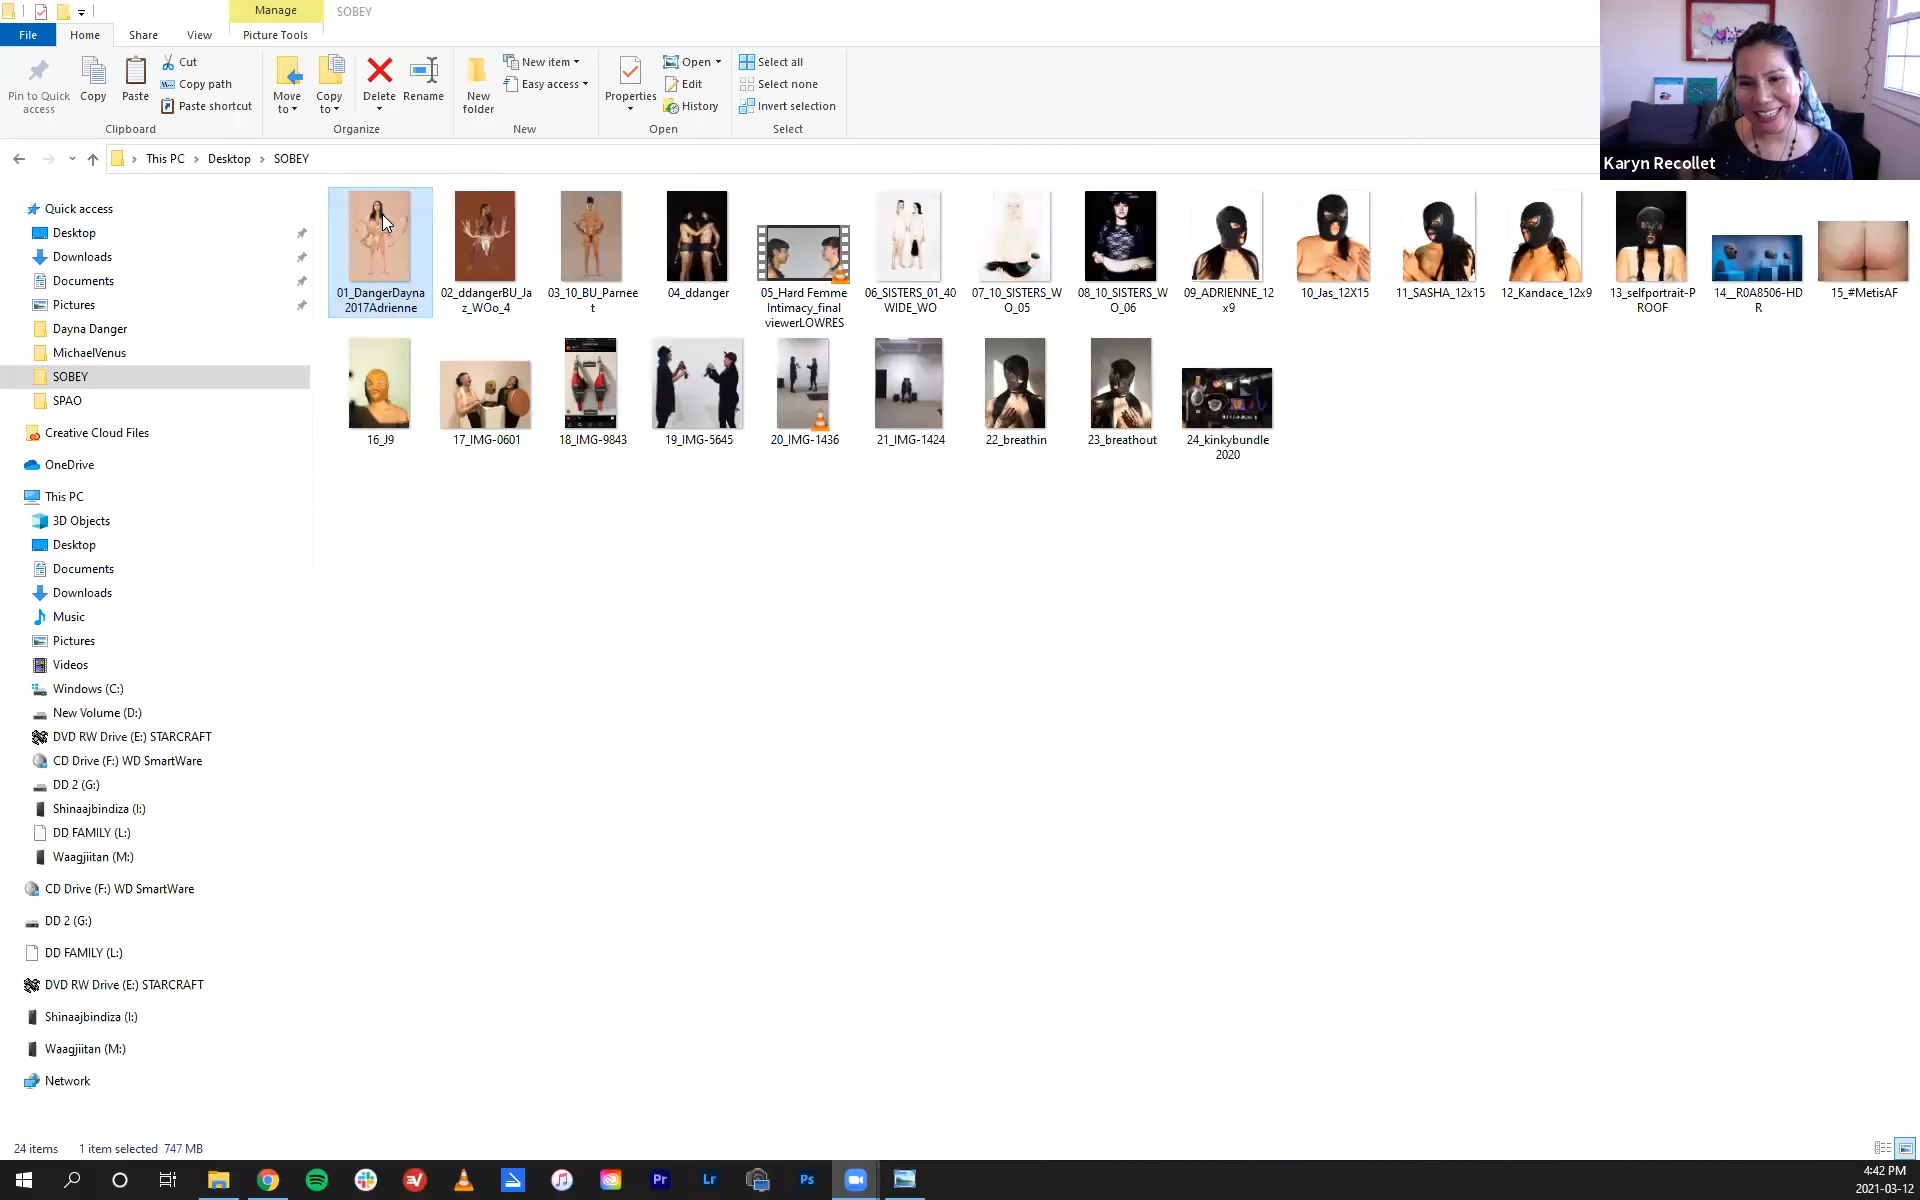 Manage
SOBEY
File
Home
Share
View
Picture Tools
Pin to Quick
access
Copy
Paste
Cut
Copy path
Paste shortcut
Clipboard
Move
to
Copy
to
Delete
Rename
Organize
New
folder
New item
Easy access
New
Properties
Open
Edit
History
Open
Select all
Select none
Invert selection
Select
Karyn Recollet
This PC
Desktop
SOBEY
Quick access
Desktop
Downloads
Documents
Pictures
Dayna Danger
MichaelVenus
SOBEY
SPAO
Creative Cloud Files
OneDrive
This PC
3D Objects
Desktop
Documents
Downloads
Music
Pictures
Videos
Windows (C:)
New Volume (D:)
DVD RW Drive (E:) STARCRAFT
CD Drive (F:) WD SmartWare
DD 2 (G:)
Shinaajbindiza (I:)
DD FAMILY (L:)
Waagjiitan (M:)
CD Drive (F:) WD SmartWare
DD 2 (G:)
DD FAMILY (L:)
DVD RW Drive (E:) STARCRAFT
Shinaajbindiza (I:)
Waagjiitan (M:)
Network
01_DangerDayna
2017Adrienne
02_ddangerBU_Ja
z_WOo_4
03_10_BU_Parnee
t
04_ddanger
05_Hard Femme
Intimacy_final
viewerLOWRES
06_SISTERS_01_40
WIDE_WO
07_10_SISTERS_W
O_05
08_10_SISTERS_W
O_06
09_ADRIENNE_12
x9
10_Jas_12X15
11_SASHA_12x15
12_Kandace_12x9
13_selfportrait-P
ROOF
14__R0A8506-HD
R
15_#MetisAF
16_J9
17_IMG-0601
18_IMG-9843
19_IMG-5645
20_IMG-1436
21_IMG-1424
22_breathin
23_breathout
24_kinkybundle
2020
24 items
1 item selected 747 MB
Pr
Lr
Ps
4:42 PM
2021-03-12